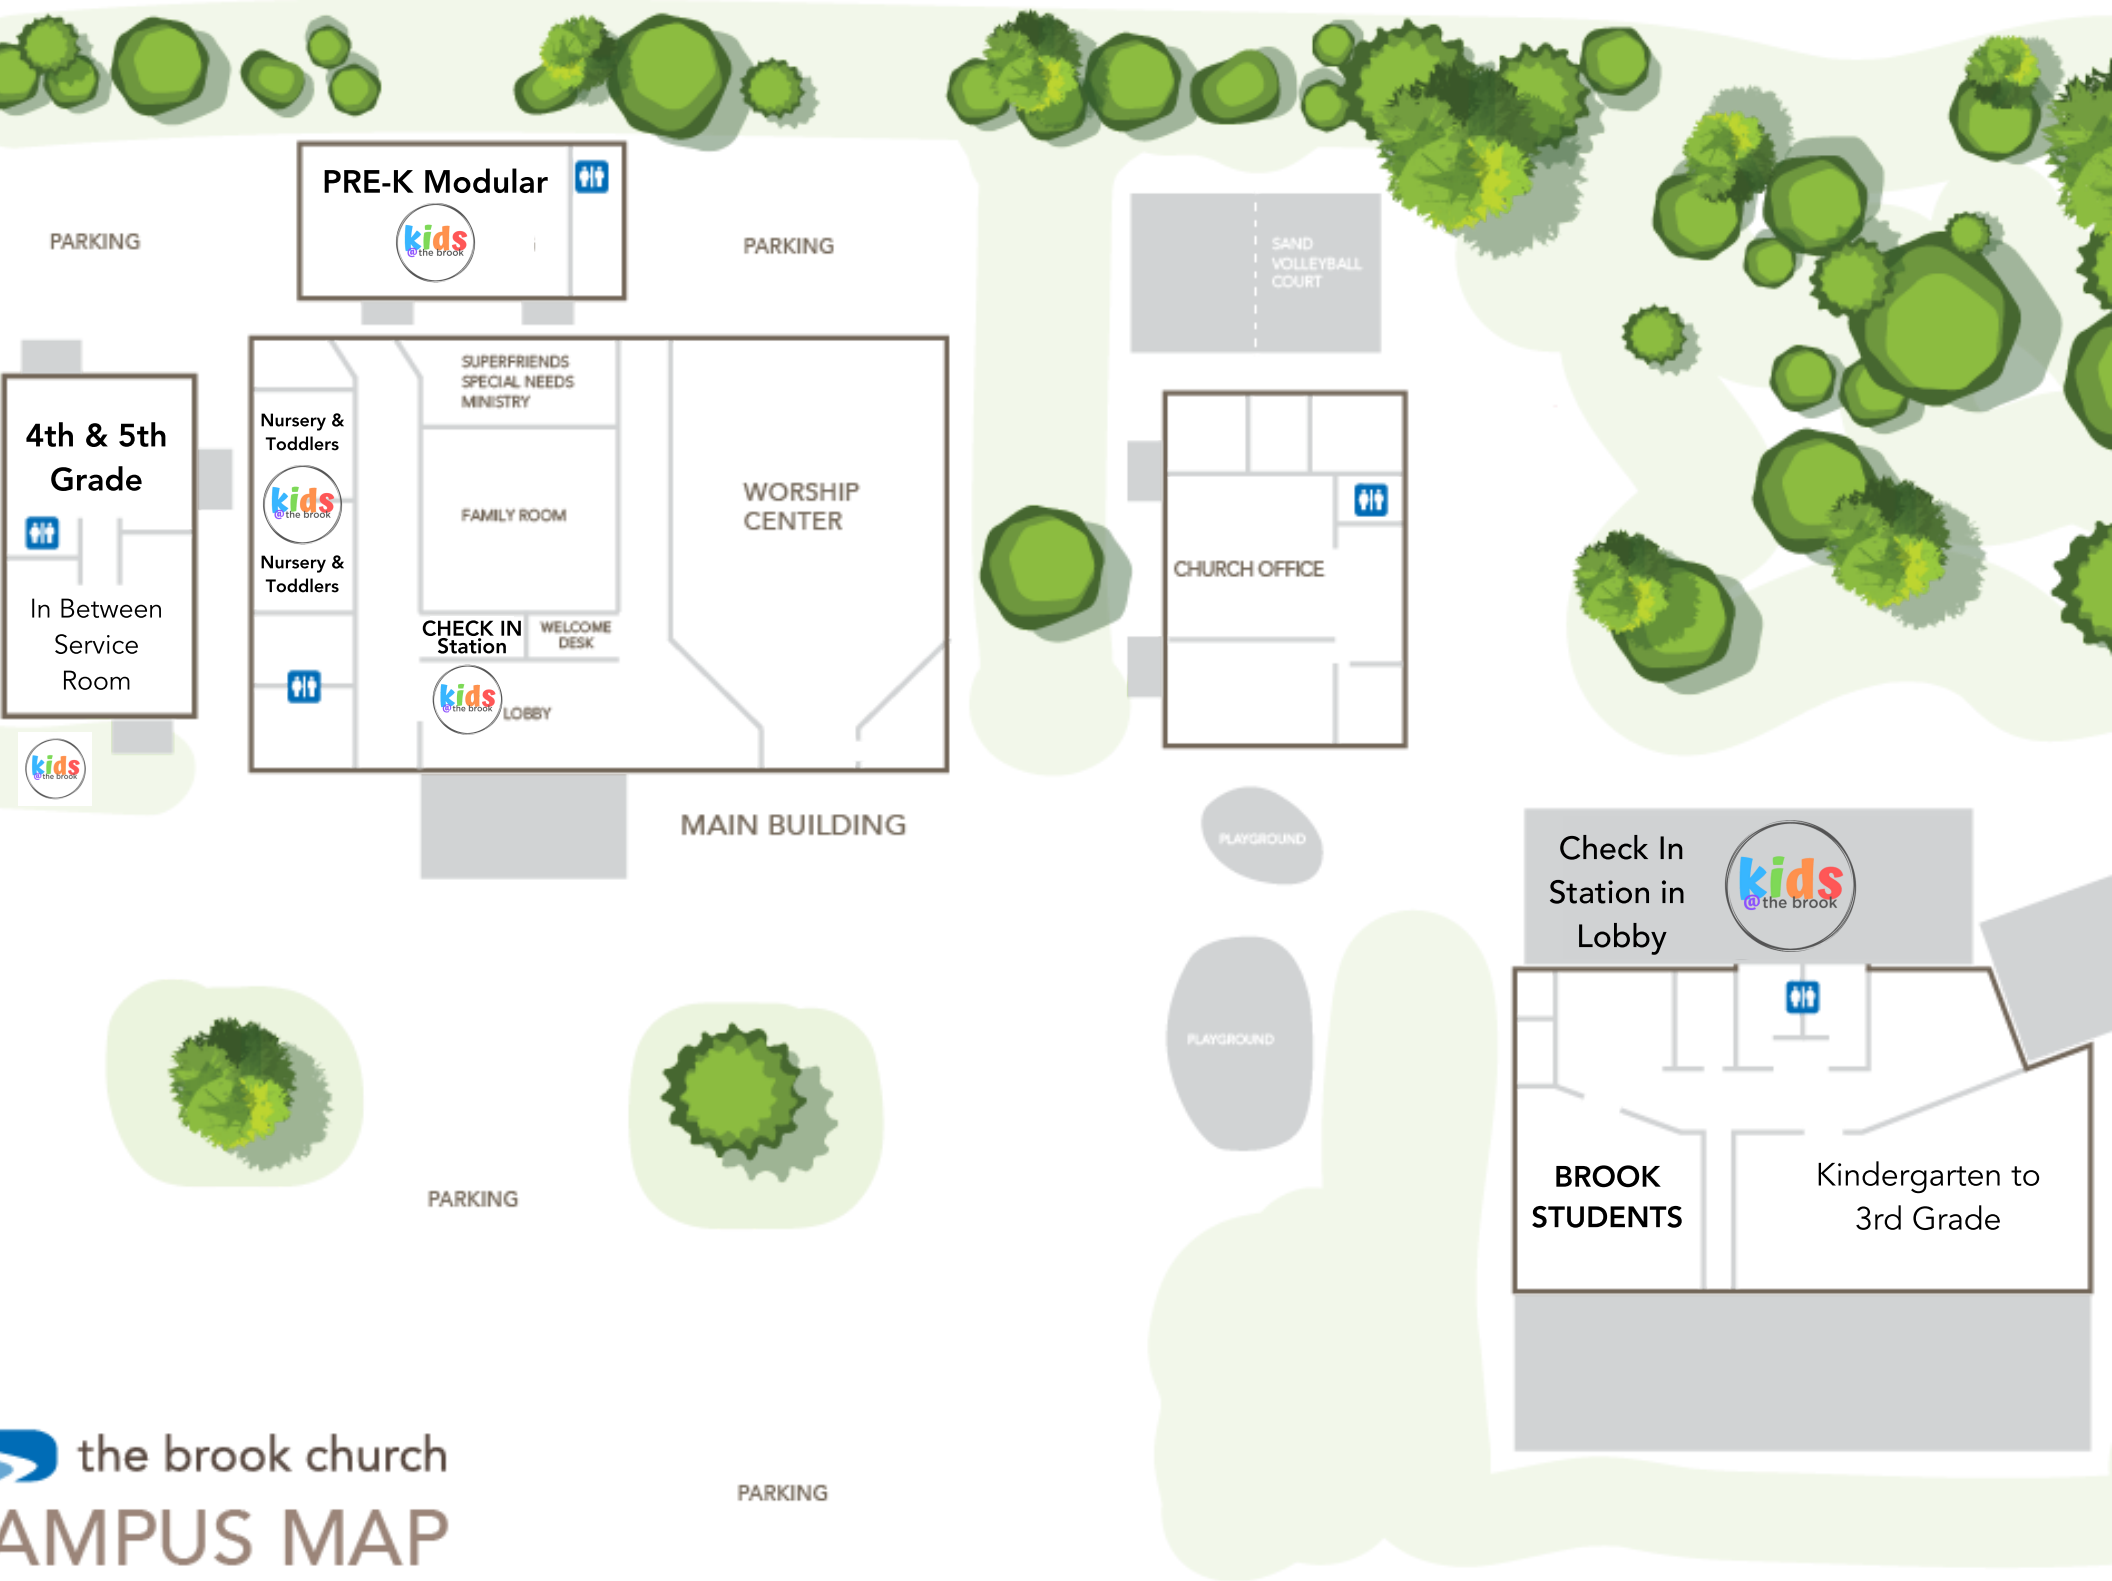 PRE-K Modular
kids
@the brook
PARKING
PARKING
SAND
VOLLEYBALL
COURT
4th & 5th
Grade
In Between
Service
Room
kids
@the brook
Nursery &
Toddlers
kids
@the brook
Nursery &
Toddlers
SUPERFRIENDS
SPECIAL NEEDS
MINISTRY
FAMILY ROOM
CHECK IN
Station
WELCOME
DESK
kids
@the brook
LOBBY
WORSHIP
CENTER
MAIN BUILDING
CHURCH OFFICE
PLAYGROUND
PLAYGROUND
Check In
Station in
Lobby
kids
@the brook
BROOK
STUDENTS
Kindergarten to
3rd Grade
PARKING
PARKING
the brook church
AMPUS MAP